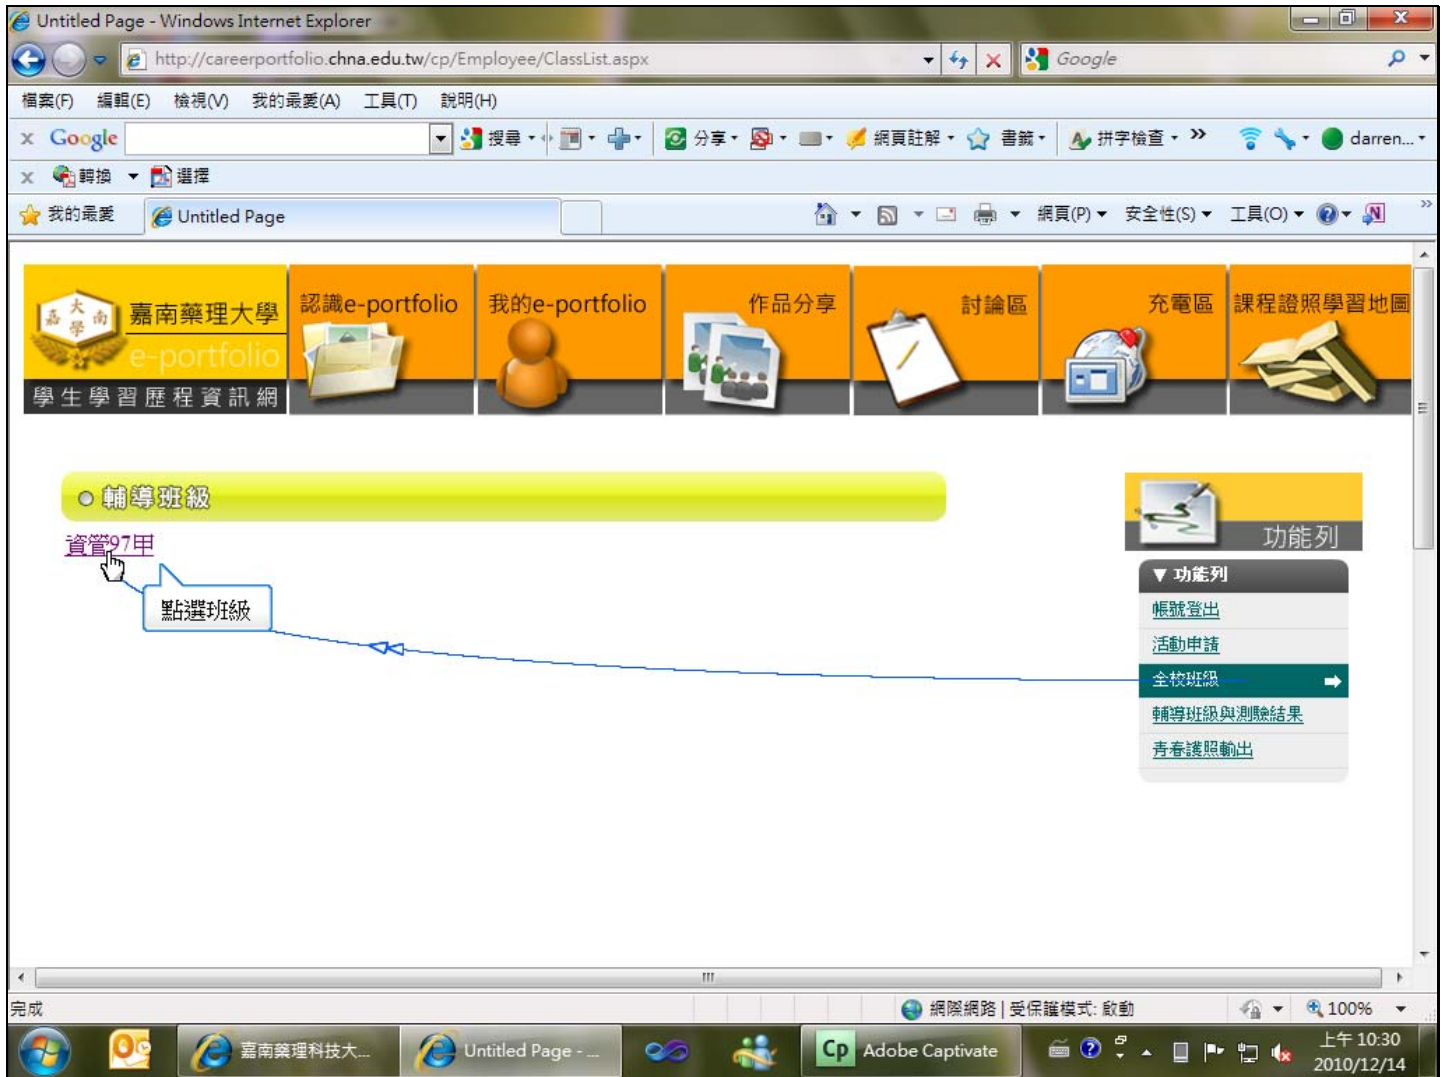 Untitled Page - Windows Internet Explorer
http://careerportfolio.chna.edu.tw/cp/Employee/ClassList.aspx
Google
檔案(F) 編輯(E) 檢視(V) 我的最愛(A) 工具(T) 說明(H)
x Google 搜尋 分享 網頁註解 書籤 拼字檢查 » darren...
x 轉換 選擇
我的最愛 Untitled Page 網頁(P) 安全性(S) 工具(O) »
嘉南藥理大學
e-portfolio
學生學習歷程資訊網
大
嘉 南
學
認識e-portfolio 我的e-portfolio 作品分享 討論區 充電區 課程證照學習地圖
輔導班級
資管97甲
點選班級
功能列
▼ 功能列
帳號登出
活動申請
全校班級
輔導班級與測驗結果
青春護照輸出
完成 網際網路 | 受保護模式: 啟動 100%
嘉南藥理科技大... Untitled Page - ... Cp Adobe Captivate 上午 10:30
2010/12/14